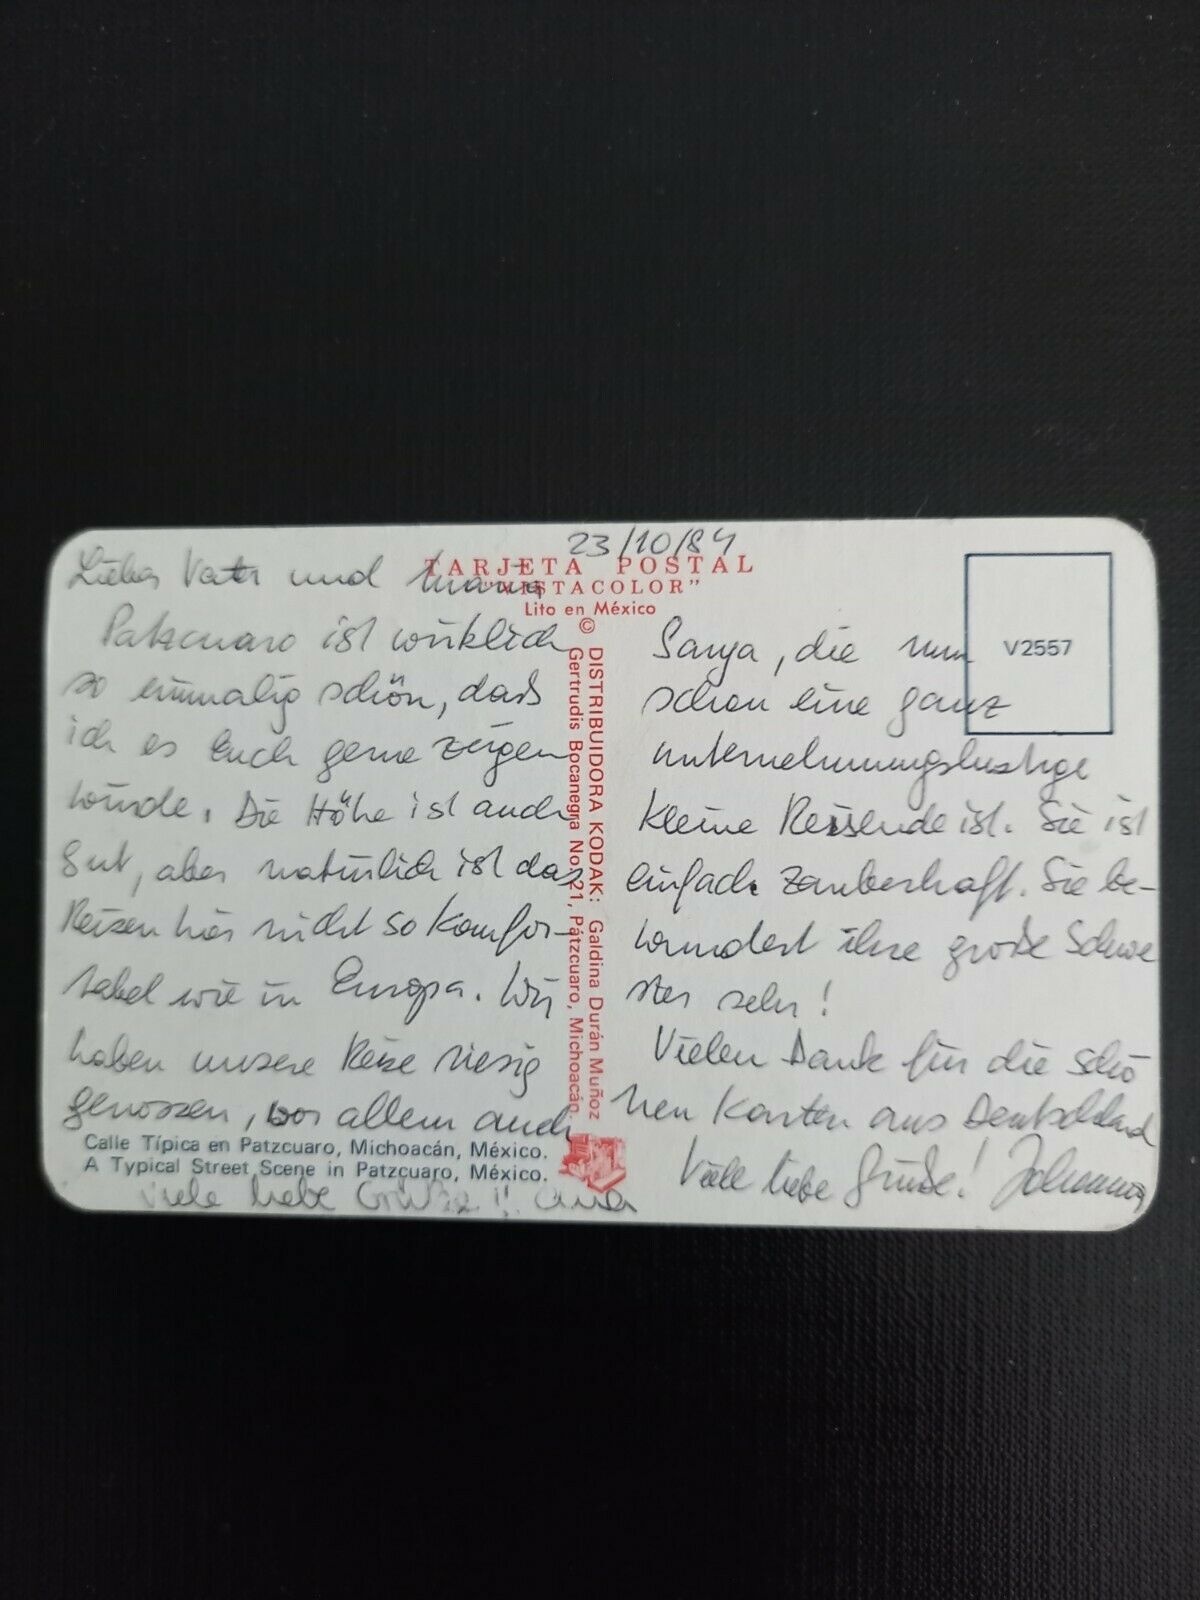 23/10/84
TARJETA POSTAL
"VISTACOLOR"
Lito en México
©
DISTRIBUIDORA KODAK: Galdina Durán Muñoz
Gertrudis Bocanegra No. 21, Pátzcuaro, Michoacán.
V2557
Lieber Vater und Mama
Patzcuaro ist wirklich
so einmalig schön, daß
ich es Euch gerne zeigen
würde. Die Höhe ist auch
gut, aber natürlich ist das
Reisen hier nicht so komfor-
tabel wie in Europa. Wir
haben unsere Reise riesig
genossen, vor allem auch
Calle Típica en Patzcuaro, Michoacán, México.
A Typical Street Scene in Patzcuaro, México.
Viele liebe Grüße!!
Sanya, die nun
schon eine ganz
unternehmungslustige
kleine Reisende ist. Sie ist
einfach zauberhaft. Sie be-
wundert ihre große Schwe
ster sehr!
Vielen Dank für die schö
nen Karten aus Deutschland
Viele liebe Grüße! Johanna